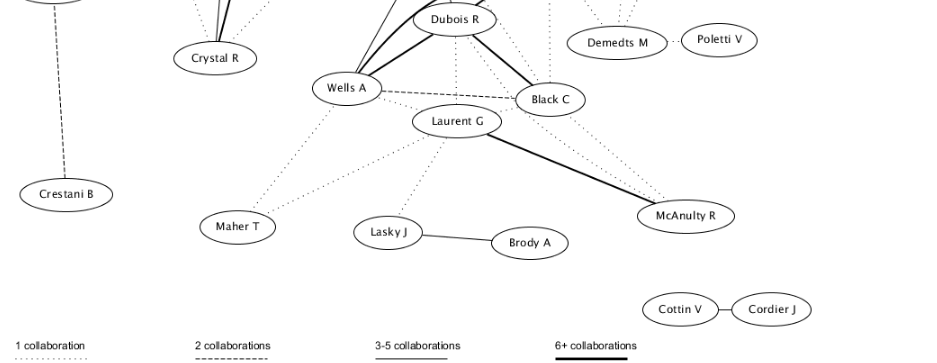 Dubois R
Demedts M
Poletti V
Crystal R
Wells A
Black C
Laurent G
Crestani B
McAnulty R
Maher T
Lasky J
Brody A
Cottin V
Cordier J
1 collaboration
2 collaborations
3-5 collaborations
6+ collaborations